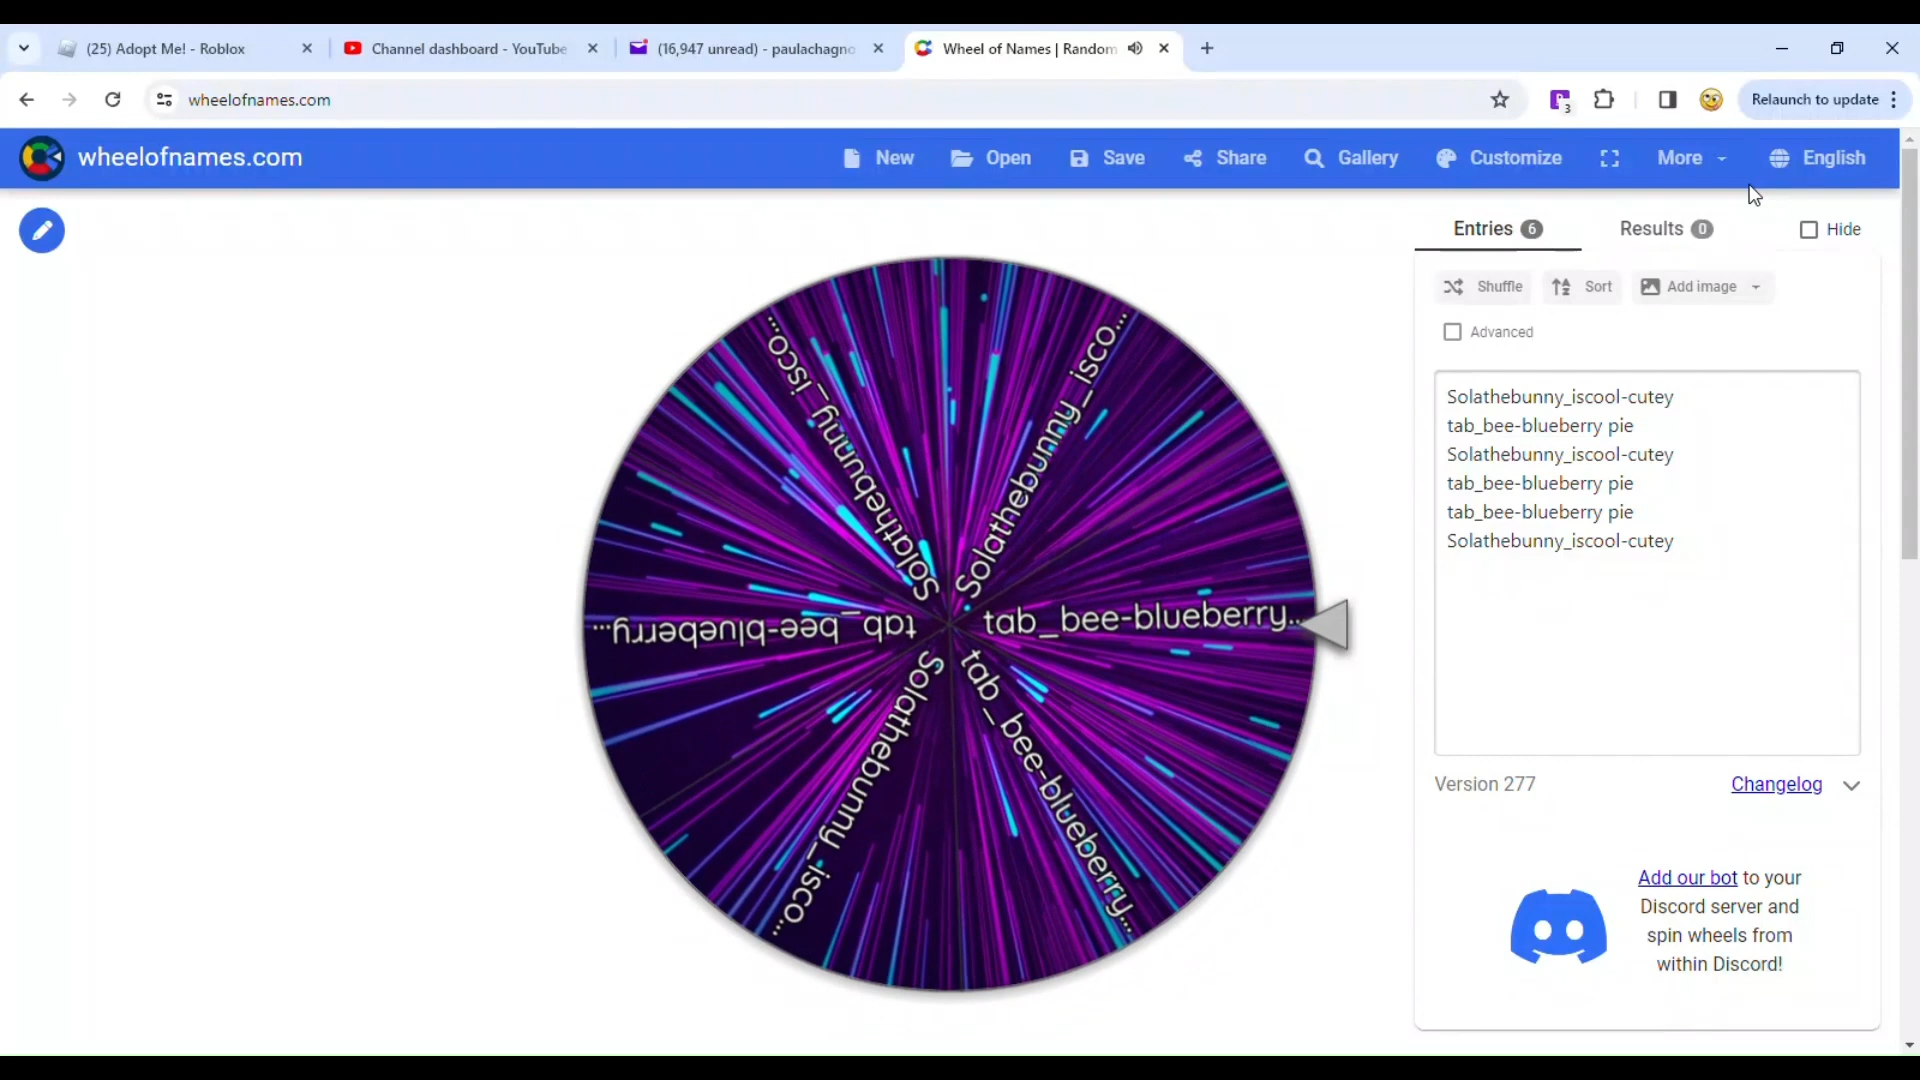 (25) Adopt Me! - Roblox
Channel dashboard - YouTube
(16,947 unread) - paulachagno
Wheel of Names | Random
wheelofnames.com
3
Relaunch to update
wheelofnames.com
New
Open
Save
Share
Gallery
Customize
More
English
Entries 6
Results 0
Hide
Shuffle
Sort
Add image
Advanced
Solathebunny_iscool-cutey
tab_bee-blueberry pie
Solathebunny_iscool-cutey
tab_bee-blueberry pie
tab_bee-blueberry pie
Solathebunny_iscool-cutey
Solathebunny_isco...
Solathebunny_isco...
tab_bee-blueberry...
tab_bee-blueberry...
Solathebunny_isco...
tab_bee-blueberry...
Version 277
Changelog
Add our bot to your
Discord server and
spin wheels from
within Discord!